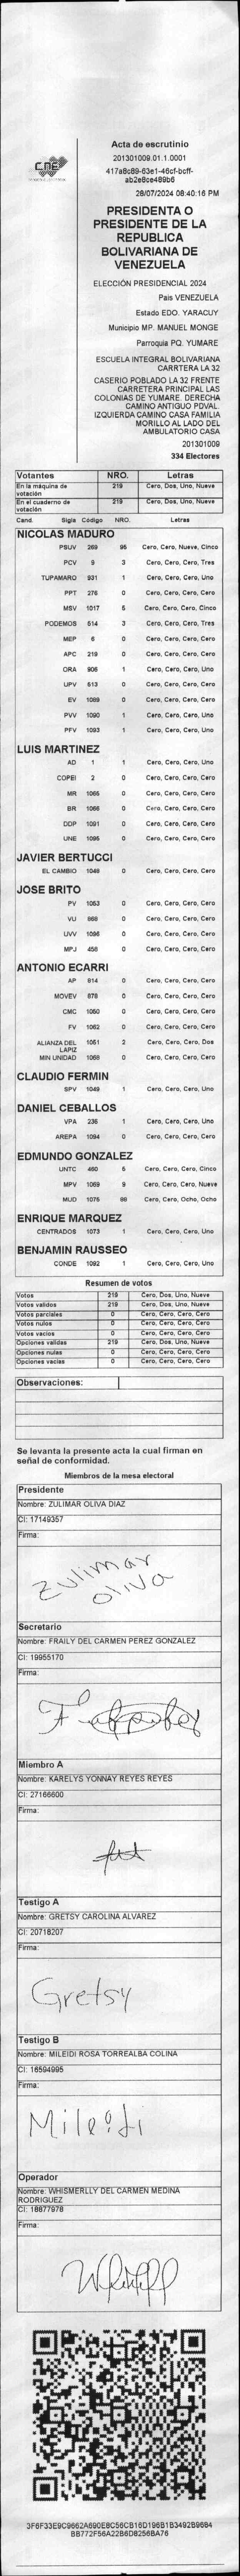 CNE
Acta de escrutinio
201301009.01.1.0001
417a8c89-63e1-46cf-bcff-
ab2e8ce489b6
28/07/2024 08:40:16 PM
PRESIDENTA O
PRESIDENTE DE LA
REPUBLICA
BOLIVARIANA DE
VENEZUELA
ELECCIÓN PRESIDENCIAL 2024
Pais VENEZUELA
Estado EDO. YARACUY
Municipio MP. MANUEL MONGE
Parroquia PQ. YUMARE
ESCUELA INTEGRAL BOLIVARIANA
CARRTERA LA 32
CASERIO POBLADO LA 32 FRENTE
CARRETERA PRINCIPAL LAS
COLONIAS DE YUMARE. DERECHA
CAMINO ANTIGUO PDVAL.
IZQUIERDA CAMINO CASA FAMILIA
MORILLO AL LADO DEL
AMBULATORIO CASA
201301009
334 Electores
Votantes NRO. Letras
En la máquina de votación 219 Cero, Dos, Uno, Nueve
En el cuaderno de votación 219 Cero, Dos, Uno, Nueve
Cand. Sigla Código NRO. Letras
NICOLAS MADURO
PSUV 269 95 Cero, Cero, Nueve, Cinco
PCV 9 3 Cero, Cero, Cero, Tres
TUPAMARO 931 1 Cero, Cero, Cero, Uno
PPT 276 0 Cero, Cero, Cero, Cero
MSV 1017 5 Cero, Cero, Cero, Cinco
PODEMOS 514 3 Cero, Cero, Cero, Tres
MEP 6 0 Cero, Cero, Cero, Cero
APC 219 0 Cero, Cero, Cero, Cero
ORA 906 1 Cero, Cero, Cero, Uno
UPV 513 0 Cero, Cero, Cero, Cero
EV 1089 0 Cero, Cero, Cero, Cero
PVV 1090 1 Cero, Cero, Cero, Uno
PFV 1093 1 Cero, Cero, Cero, Uno
LUIS MARTINEZ
AD 1 1 Cero, Cero, Cero, Uno
COPEI 2 0 Cero, Cero, Cero, Cero
MR 1065 0 Cero, Cero, Cero, Cero
BR 1066 0 Cero, Cero, Cero, Cero
DDP 1091 0 Cero, Cero, Cero, Cero
UNE 1095 0 Cero, Cero, Cero, Cero
JAVIER BERTUCCI
EL CAMBIO 1048 0 Cero, Cero, Cero, Cero
JOSE BRITO
PV 1053 0 Cero, Cero, Cero, Cero
VU 868 0 Cero, Cero, Cero, Cero
UVV 1096 0 Cero, Cero, Cero, Cero
MPJ 458 0 Cero, Cero, Cero, Cero
ANTONIO ECARRI
AP 614 0 Cero, Cero, Cero, Cero
MOVEV 878 0 Cero, Cero, Cero, Cero
CMC 1050 0 Cero, Cero, Cero, Cero
FV 1062 0 Cero, Cero, Cero, Cero
ALIANZA DEL LAPIZ 1051 2 Cero, Cero, Cero, Dos
MIN UNIDAD 1068 0 Cero, Cero, Cero, Cero
CLAUDIO FERMIN
SPV 1049 1 Cero, Cero, Cero, Uno
DANIEL CEBALLOS
VPA 236 1 Cero, Cero, Cero, Uno
AREPA 1094 0 Cero, Cero, Cero, Cero
EDMUNDO GONZALEZ
UNTC 460 5 Cero, Cero, Cero, Cinco
MPV 1069 9 Cero, Cero, Cero, Nueve
MUD 1075 88 Cero, Cero, Ocho, Ocho
ENRIQUE MARQUEZ
CENTRADOS 1073 1 Cero, Cero, Cero, Uno
BENJAMIN RAUSSEO
CONDE 1092 1 Cero, Cero, Cero, Uno
Resumen de votos
Votos 219 Cero, Dos, Uno, Nueve
Votos validos 219 Cero, Dos, Uno, Nueve
Votos parciales 0 Cero, Cero, Cero, Cero
Votos nulos 0 Cero, Cero, Cero, Cero
Votos vacios 0 Cero, Cero, Cero, Cero
Opciones validas 219 Cero, Dos, Uno, Nueve
Opciones nulas 0 Cero, Cero, Cero, Cero
Opciones vacias 0 Cero, Cero, Cero, Cero
Observaciones:
Se levanta la presente acta la cual firman en
señal de conformidad.
Miembros de la mesa electoral
Presidente
Nombre: ZULIMAR OLIVA DIAZ
CI: 17149357
Firma:
Zulimar
Oliva
Secretario
Nombre: FRAILY DEL CARMEN PEREZ GONZALEZ
CI: 19955170
Firma:
Miembro A
Nombre: KARELYS YONNAY REYES REYES
CI: 27166600
Firma:
Testigo A
Nombre: GRETSY CAROLINA ALVAREZ
CI: 20718207
Firma:
Gretsy
Testigo B
Nombre: MILEIDI ROSA TORREALBA COLINA
CI: 16594995
Firma:
Mileidi
Operador
Nombre: WHISMERLLY DEL CARMEN MEDINA
RODRIGUEZ
CI: 18877978
Firma:
3F6F33E9C9662A690E8C56CB16D196B1B3492B9684
BB772F56A22B6D8256BA76